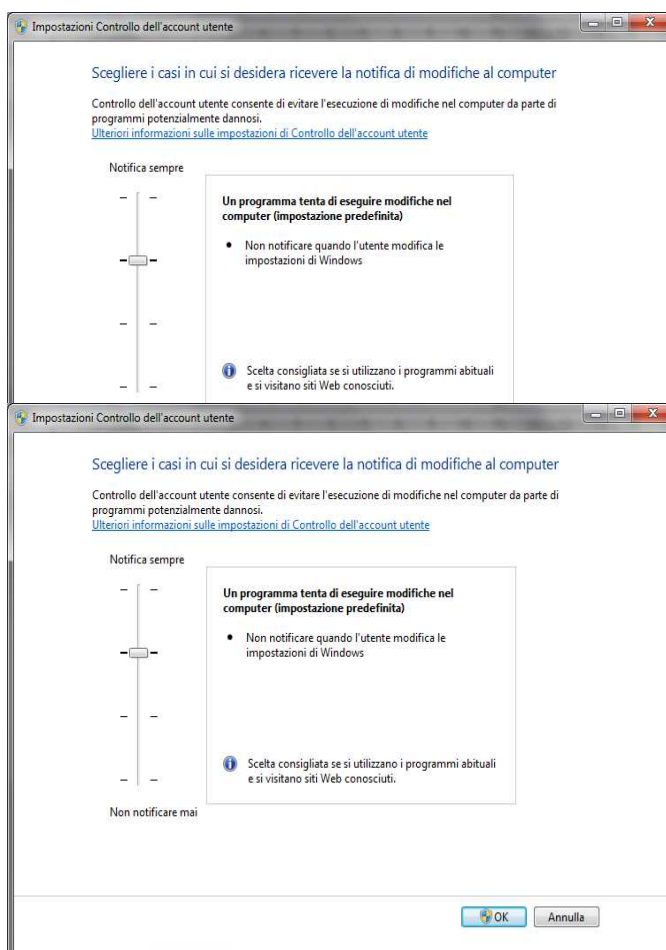 Impostazioni Controllo dell'account utente
Scegliere i casi in cui si desidera ricevere la notifica di modifiche al computer
Controllo dell'account utente consente di evitare l'esecuzione di modifiche nel computer da parte di
programmi potenzialmente dannosi.
Ulteriori informazioni sulle impostazioni di Controllo dell'account utente
Notifica sempre
Un programma tenta di eseguire modifiche nel
computer (impostazione predefinita)
• Non notificare quando l'utente modifica le
impostazioni di Windows
Scelta consigliata se si utilizzano i programmi abituali
e si visitano siti Web conosciuti.
Impostazioni Controllo dell'account utente
Scegliere i casi in cui si desidera ricevere la notifica di modifiche al computer
Controllo dell'account utente consente di evitare l'esecuzione di modifiche nel computer da parte di
programmi potenzialmente dannosi.
Ulteriori informazioni sulle impostazioni di Controllo dell'account utente
Notifica sempre
Un programma tenta di eseguire modifiche nel
computer (impostazione predefinita)
• Non notificare quando l'utente modifica le
impostazioni di Windows
Scelta consigliata se si utilizzano i programmi abituali
e si visitano siti Web conosciuti.
Non notificare mai
OK
Annulla